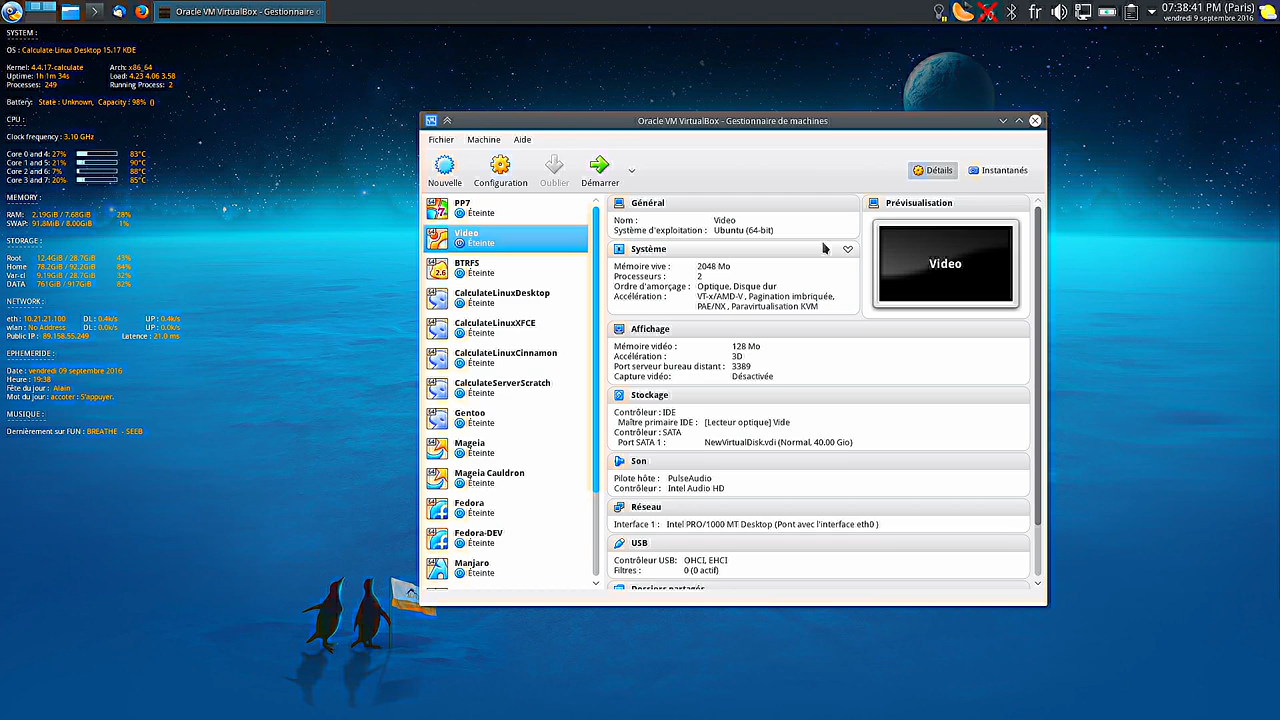 Oracle VM VirtualBox - Gestionnaire d
fr
07:38:41 PM (Paris)
vendredi 9 septembre 2016
SYSTEM :
OS : Calculate Linux Desktop 15.17 KDE
Kernel: 4.4.17-calculate Arch: x86_64
Uptime: 1h 1m 34s Load: 4.23 4.06 3.58
Processes: 249 Running Process: 2
Battery: State : Unknown, Capacity : 98% ()
CPU :
Clock frequency : 3.10 GHz
Core 0 and 4: 27% 83°C
Core 1 and 5: 21% 90°C
Core 2 and 6: 7% 88°C
Core 3 and 7: 20% 85°C
MEMORY :
RAM: 2.19GiB / 7.68GiB 28%
SWAP: 91.8MiB / 8.00GiB 1%
STORAGE :
Root 12.4GiB / 28.7GiB 43%
Home 78.2GiB / 92.2GiB 84%
Var-cl 9.19GiB / 28.7GiB 32%
DATA 761GiB / 917GiB 82%
NETWORK :
eth : 10.21.21.100 DL : 0.4k/s UP : 0.4k/s
wlan : No Address DL : 0.0k/s UP : 0.0k/s
Public IP : 89.158.55.249 Latence : 21.0 ms
EPHEMERIDE :
Date : vendredi 09 septembre 2016
Heure : 19:38
Fête du jour : Alain
Mot du jour : accoter : S'appuyer.
MUSIQUE :
Dernièrement sur FUN : BREATHE - SEEB
Oracle VM VirtualBox - Gestionnaire de machines
Fichier Machine Aide
Nouvelle Configuration Oublier Démarrer Détails Instantanés
PP7
Éteinte
Video
Éteinte
BTRFS
Éteinte
CalculateLinuxDesktop
Éteinte
CalculateLinuxXFCE
Éteinte
CalculateLinuxCinnamon
Éteinte
CalculateServerScratch
Éteinte
Gentoo
Éteinte
Mageia
Éteinte
Mageia Cauldron
Éteinte
Fedora
Éteinte
Fedora-DEV
Éteinte
Manjaro
Éteinte
Général
Nom : Video
Système d'exploitation : Ubuntu (64-bit)
Système
Mémoire vive : 2048 Mo
Processeurs : 2
Ordre d'amorçage : Optique, Disque dur
Accélération : VT-x/AMD-V , Pagination imbriquée,
PAE/NX , Paravirtualisation KVM
Prévisualisation
Video
Affichage
Mémoire vidéo : 128 Mo
Accélération : 3D
Port serveur bureau distant : 3389
Capture vidéo: Désactivée
Stockage
Contrôleur : IDE
Maître primaire IDE : [Lecteur optique] Vide
Contrôleur : SATA
Port SATA 1 : NewVirtualDisk.vdi (Normal, 40.00 Gio)
Son
Pilote hôte : PulseAudio
Contrôleur : Intel Audio HD
Réseau
Interface 1 : Intel PRO/1000 MT Desktop (Pont avec l'interface eth0 )
USB
Contrôleur USB: OHCI, EHCI
Filtres : 0 (0 actif)
Dossiers partagés